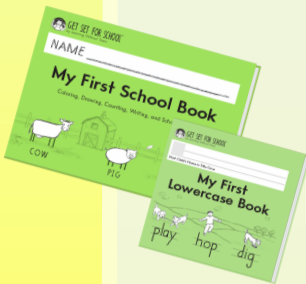 GET SET FOR SCHOOL
NAME
My First School Book
Coloring, Drawing, Counting, Writing, and
COW
PIG
GET SET FOR SCHOOL
My First
Lowercase Book
play
hop
dig